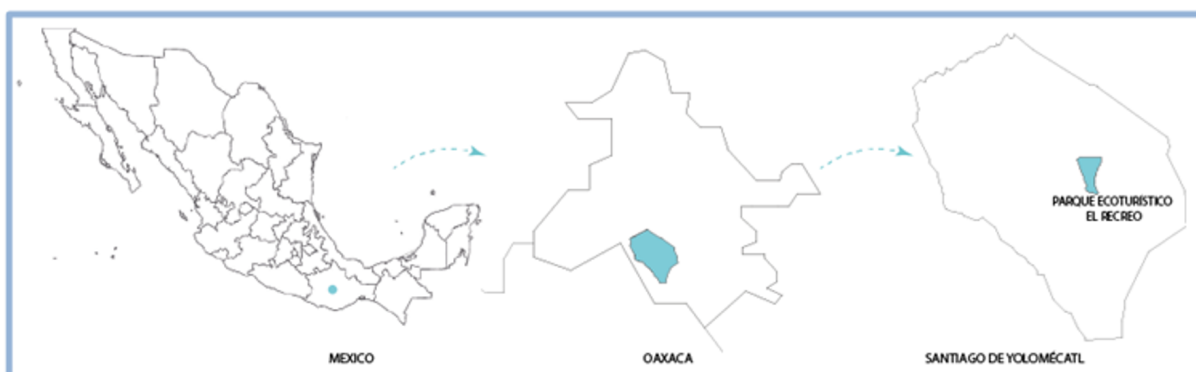 PARQUE ECOTURÍSTICO
EL RECREO
MEXICO
OAXACA
SANTIAGO DE YOLOMÉCATL